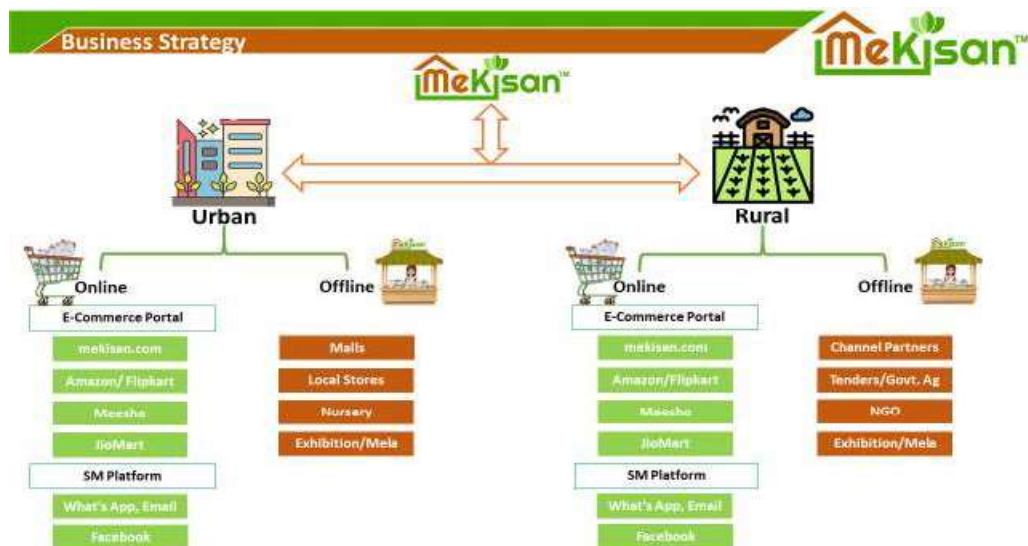 Business Strategy
MeKisan™
MeKisan™
Urban
Rural
Online
Offline
E-Commerce Portal
mekisan.com
Amazon/ Flipkart
Meesho
JioMart
SM Platform
What's App, Email
Facebook
Malls
Local Stores
Nursery
Exhibition/Mela
Online
Offline
E-Commerce Portal
mekisan.com
Amazon/Flipkart
Meesho
JioMart
SM Platform
What's App, Email
Facebook
Channel Partners
Tenders/Govt. Ag
NGO
Exhibition/Mela